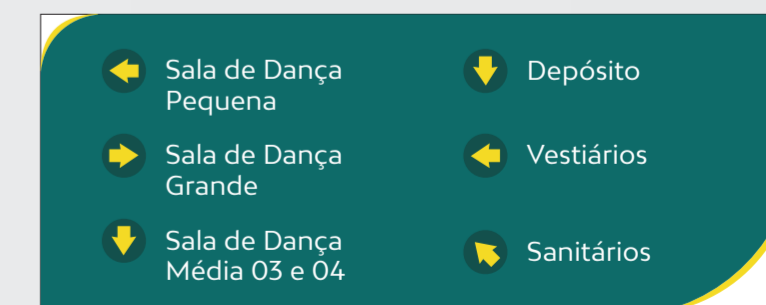 Sala de Dança
Pequena
Sala de Dança
Grande
Sala de Dança
Média 03 e 04
Depósito
Vestiários
Sanitários